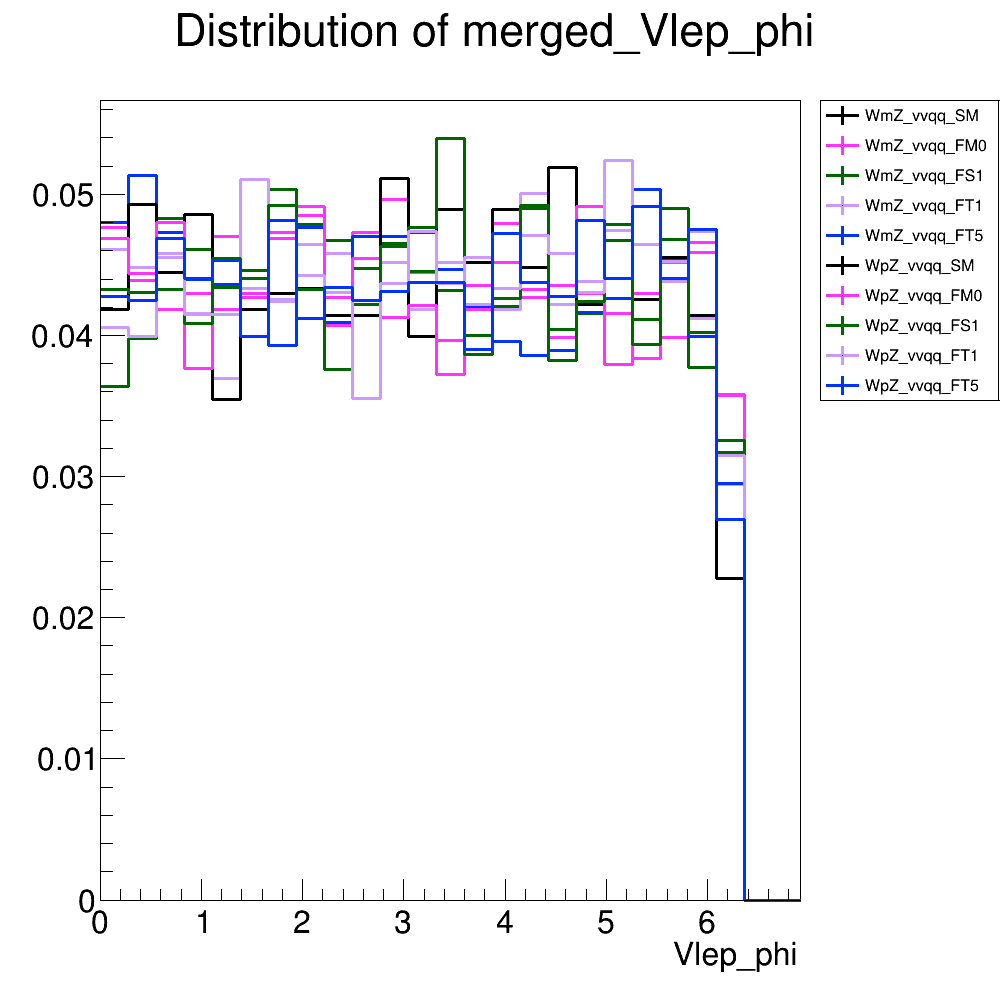 Distribution of merged_Vlep_phi
WmZ_vvqq_SM
WmZ_vvqq_FM0
WmZ_vvqq_FS1
WmZ_vvqq_FT1
WmZ_vvqq_FT5
WpZ_vvqq_SM
WpZ_vvqq_FM0
WpZ_vvqq_FS1
WpZ_vvqq_FT1
WpZ_vvqq_FT5
0.05
0.04
0.03
0.02
0.01
0
0 1 2 3 4 5 6
Vlep_phi